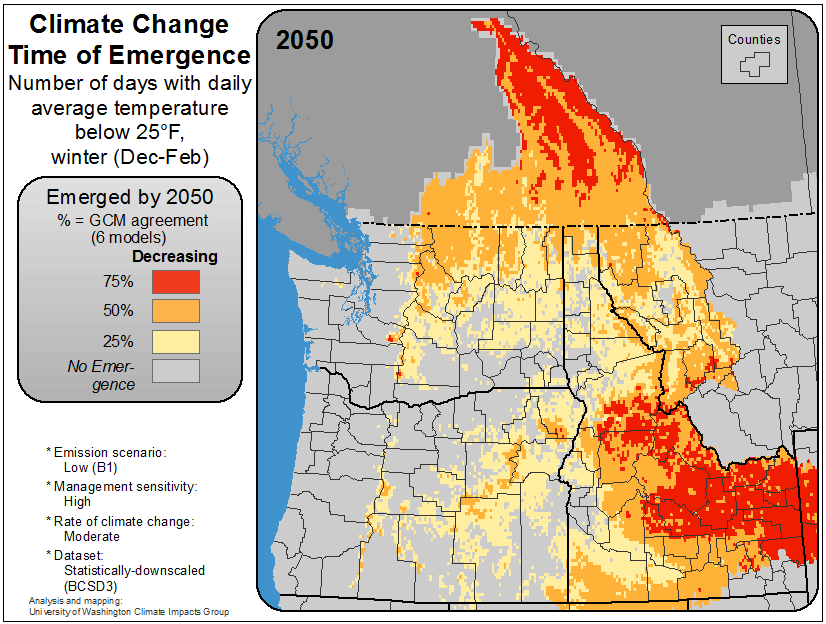 Climate Change
Time of Emergence
Number of days with daily
average temperature
below 25°F,
winter (Dec-Feb)
Emerged by 2050
% = GCM agreement
(6 models)
Decreasing
75%
50%
25%
No Emer-
gence
* Emission scenario:
Low (B1)
* Management sensitivity:
High
* Rate of climate change:
Moderate
* Dataset:
Statistically-downscaled
(BCSD3)
Analysis and mapping:
University of Washington Climate Impacts Group
2050
Counties